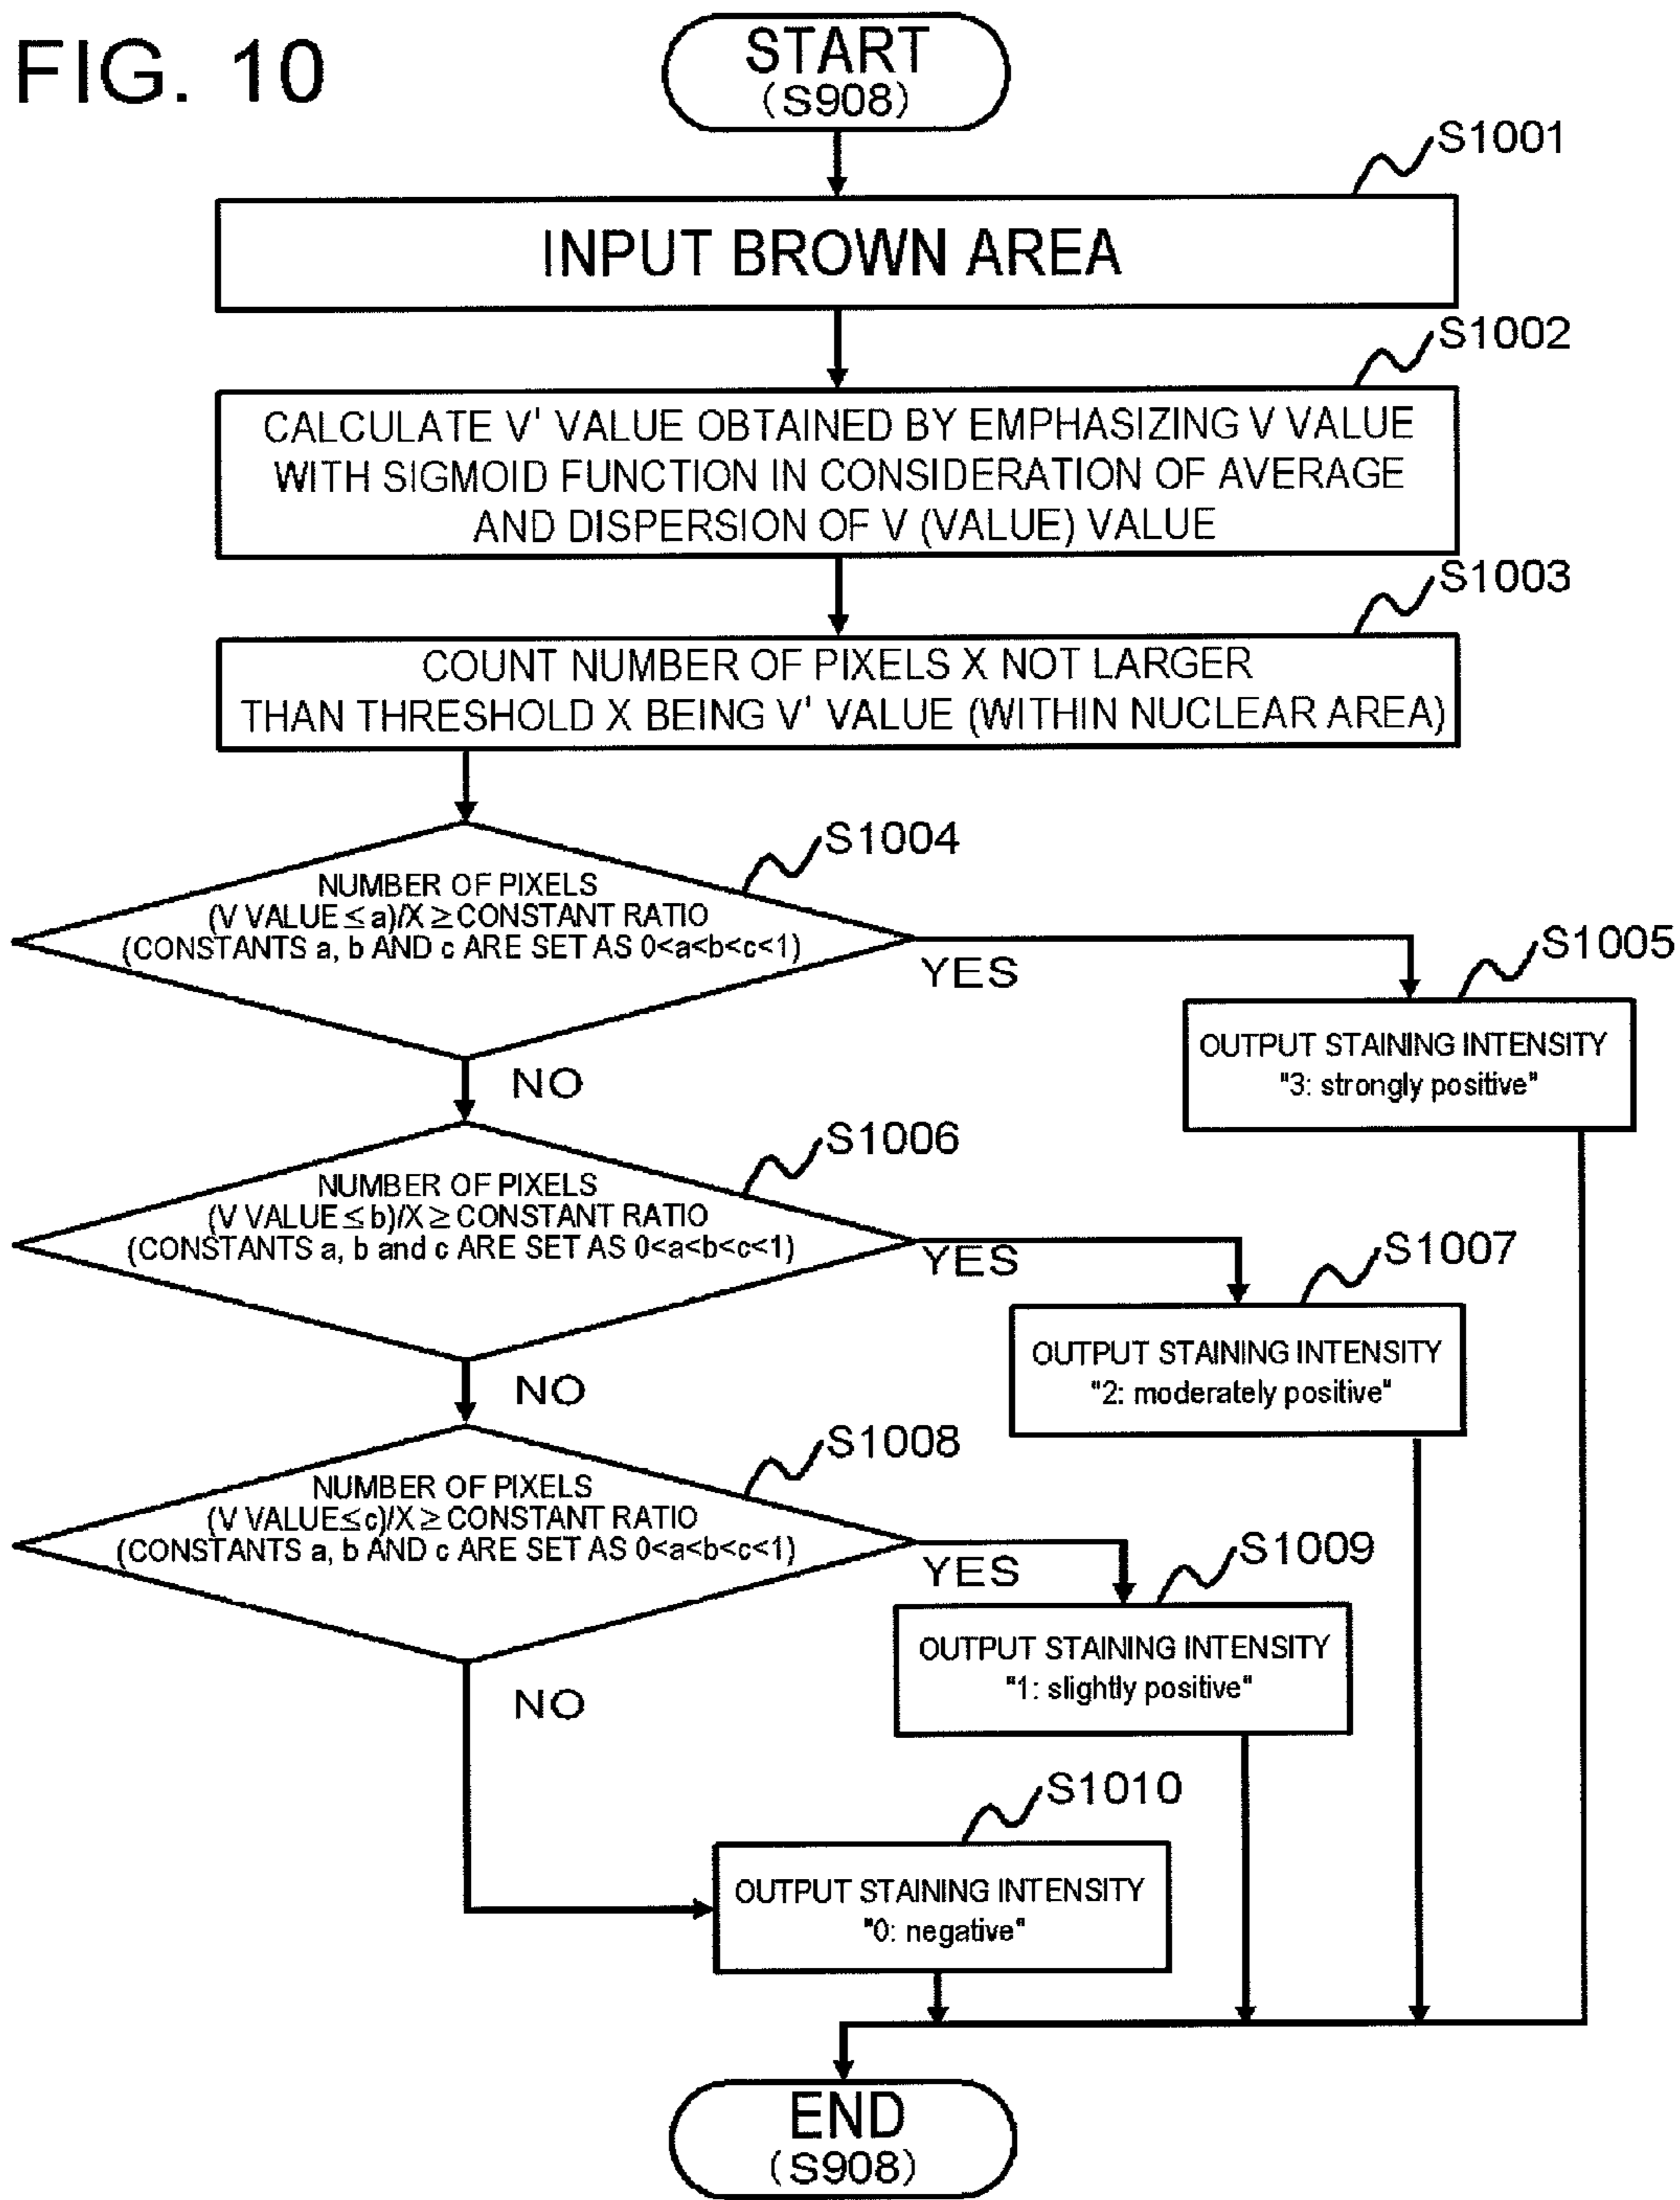 FIG. 10
START
(S908)
S1001
INPUT BROWN AREA
S1002
CALCULATE V' VALUE OBTAINED BY EMPHASIZING V VALUE
WITH SIGMOID FUNCTION IN CONSIDERATION OF AVERAGE
AND DISPERSION OF V (VALUE) VALUE
S1003
COUNT NUMBER OF PIXELS X NOT LARGER
THAN THRESHOLD X BEING V' VALUE (WITHIN NUCLEAR AREA)
S1004
NUMBER OF PIXELS
(V VALUE ≤ a)/X ≥ CONSTANT RATIO
(CONSTANTS a, b AND c ARE SET AS 0<a<b<c<1)
YES
S1005
OUTPUT STAINING INTENSITY
"3: strongly positive"
NO
S1006
NUMBER OF PIXELS
(V VALUE ≤ b)/X ≥ CONSTANT RATIO
(CONSTANTS a, b and c ARE SET AS 0<a<b<c<1)
YES
S1007
OUTPUT STAINING INTENSITY
"2: moderately positive"
NO
S1008
NUMBER OF PIXELS
(V VALUE≤c)/X ≥ CONSTANT RATIO
(CONSTANTS a, b AND c ARE SET AS 0<a<b<c<1)
YES
S1009
OUTPUT STAINING INTENSITY
"1: slightly positive"
NO
S1010
OUTPUT STAINING INTENSITY
"0: negative"
END
(S908)